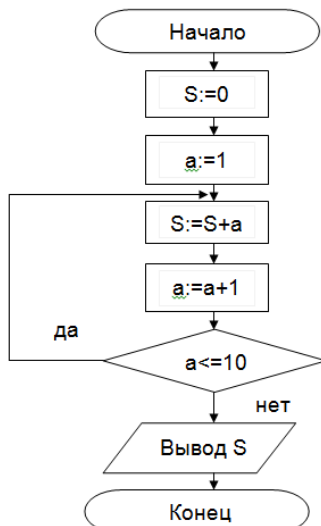 Начало
S:=0
a:=1
S:=S+a
a:=a+1
да
a<=10
нет
Вывод S
Конец